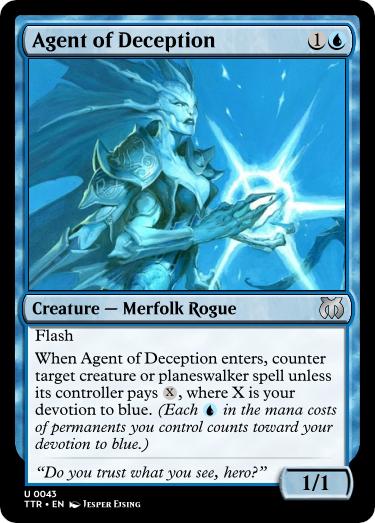 Agent of Deception 1
Creature — Merfolk Rogue
Flash
When Agent of Deception enters, counter
target creature or planeswalker spell unless
its controller pays X, where X is your
devotion to blue. (Each in the mana costs
of permanents you control counts toward
your devotion to blue.)
“Do you trust what you see, hero?”
1/1
U 0043
TTR • EN Jesper Ejsing